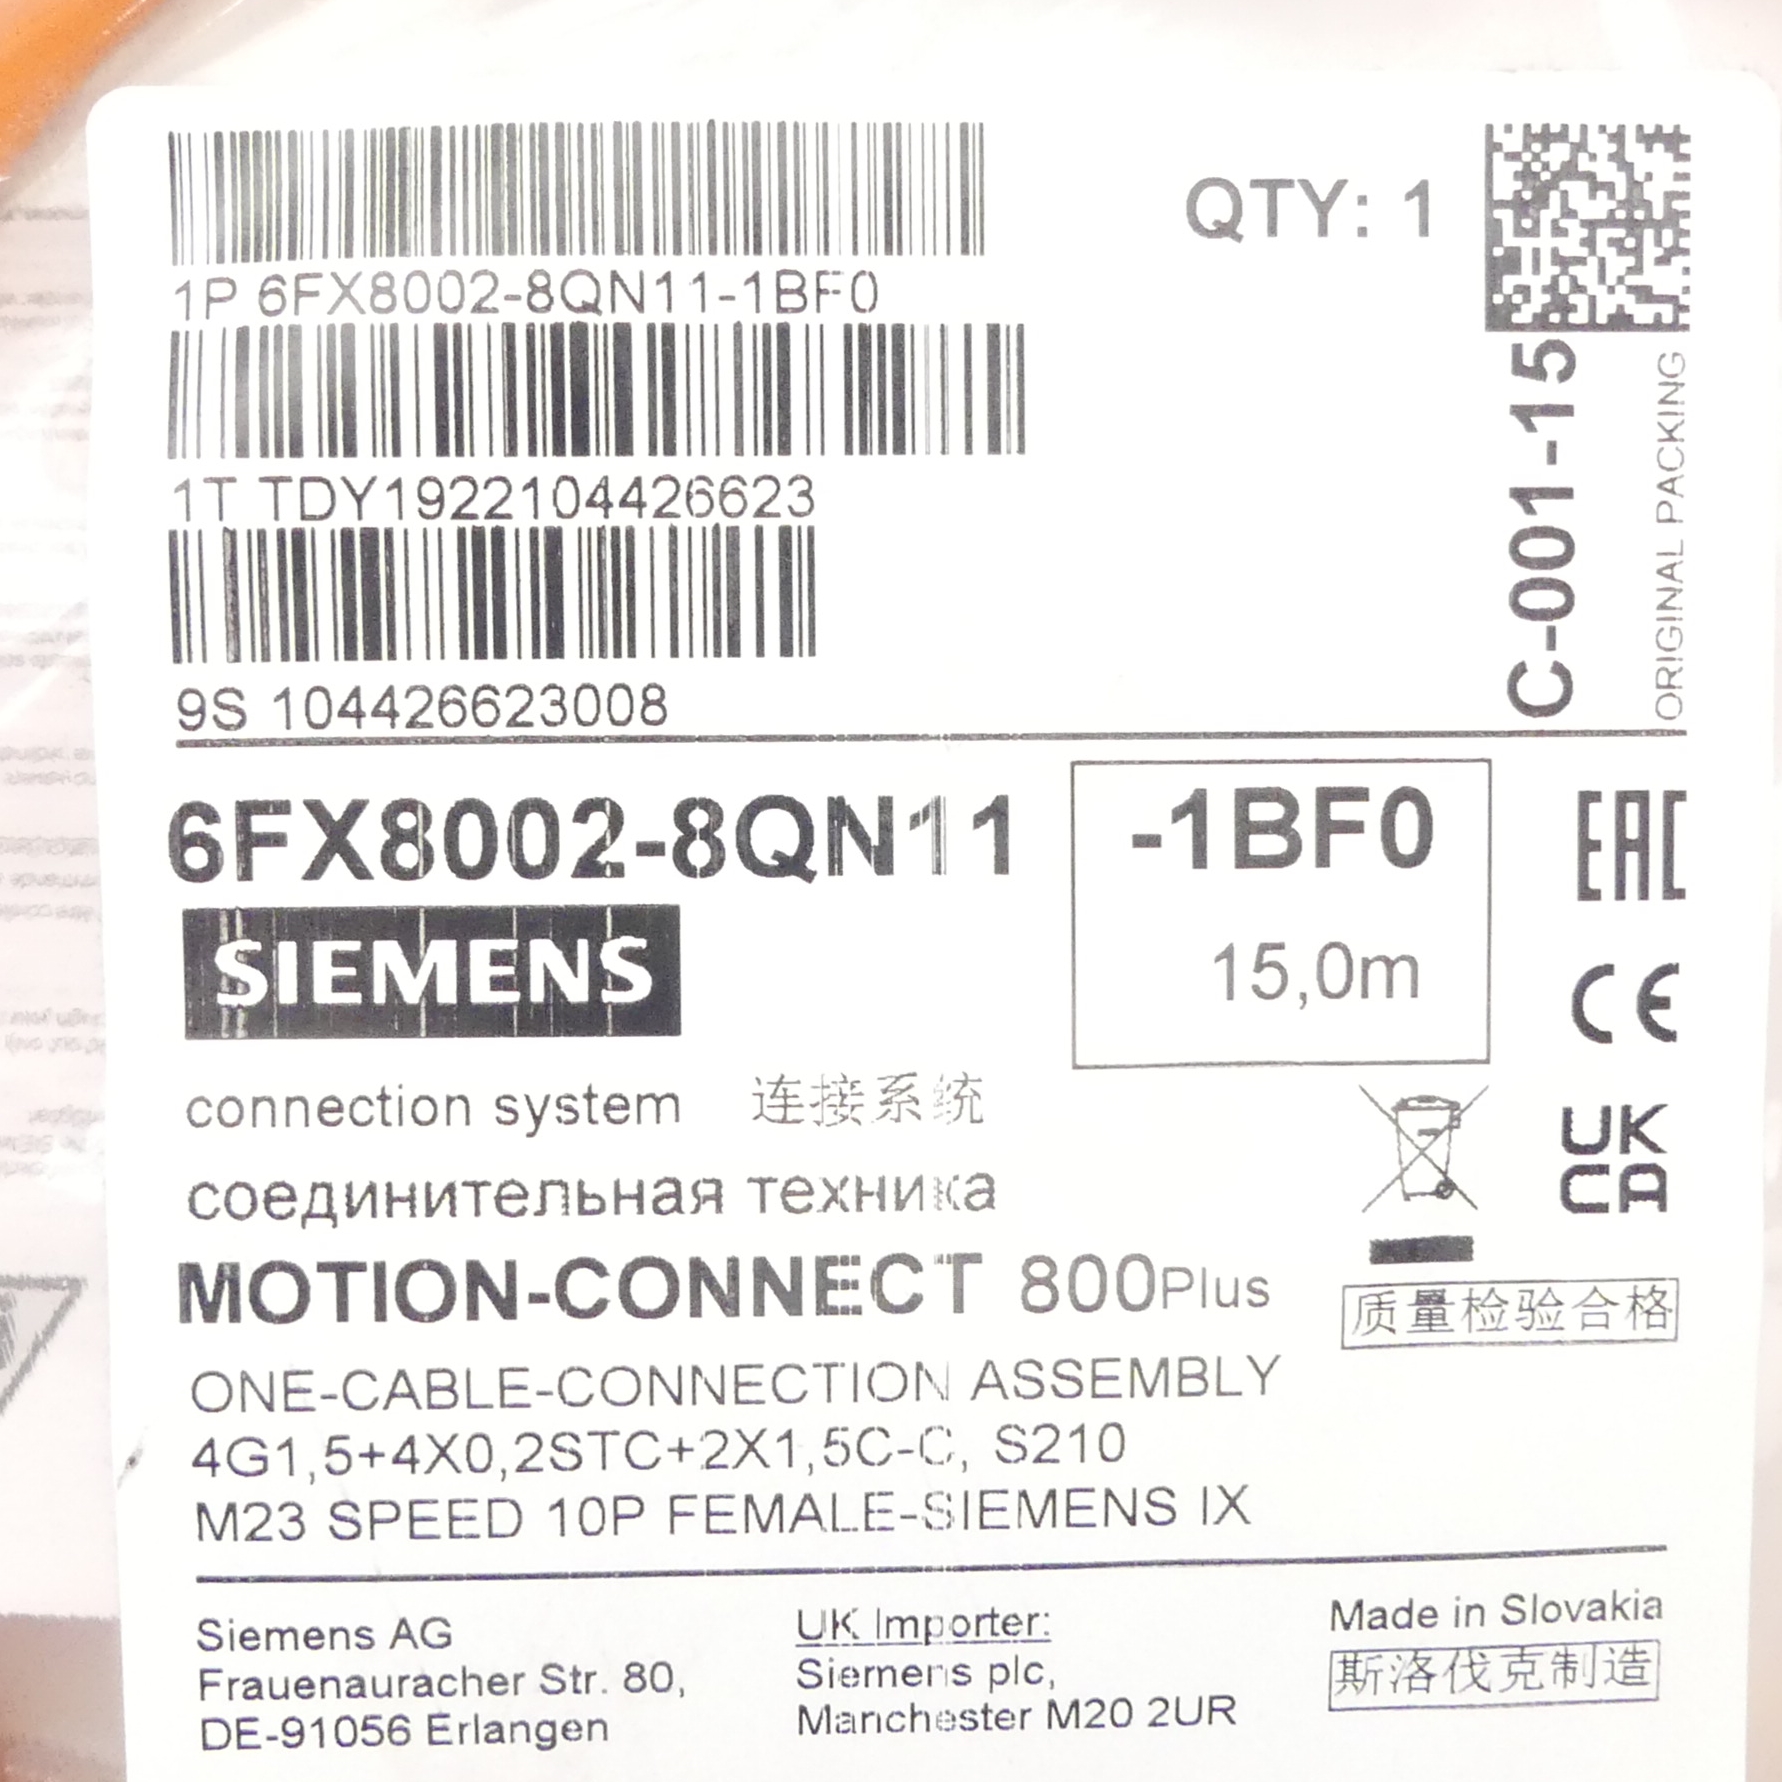 1P 6FX8002-8QN11-1BF0
QTY: 1
1T TDY1922104426623
9S 104426623008
C-001-15
ORIGINAL PACKING
6FX8002-8QN11
-1BF0
15,0m
EAC
SIEMENS
CE
connection system 连接系统
соединительная техника
UK
CA
MOTION-CONNECT 800Plus
质量检验合格
ONE-CABLE-CONNECTION ASSEMBLY
4G1,5+4X0,2STC+2X1,5C-C, S210
M23 SPEED 10P FEMALE-SIEMENS IX
Siemens AG
Frauenauracher Str. 80,
DE-91056 Erlangen
UK Importer:
Siemens plc,
Manchester M20 2UR
Made in Slovakia
斯洛伐克制造